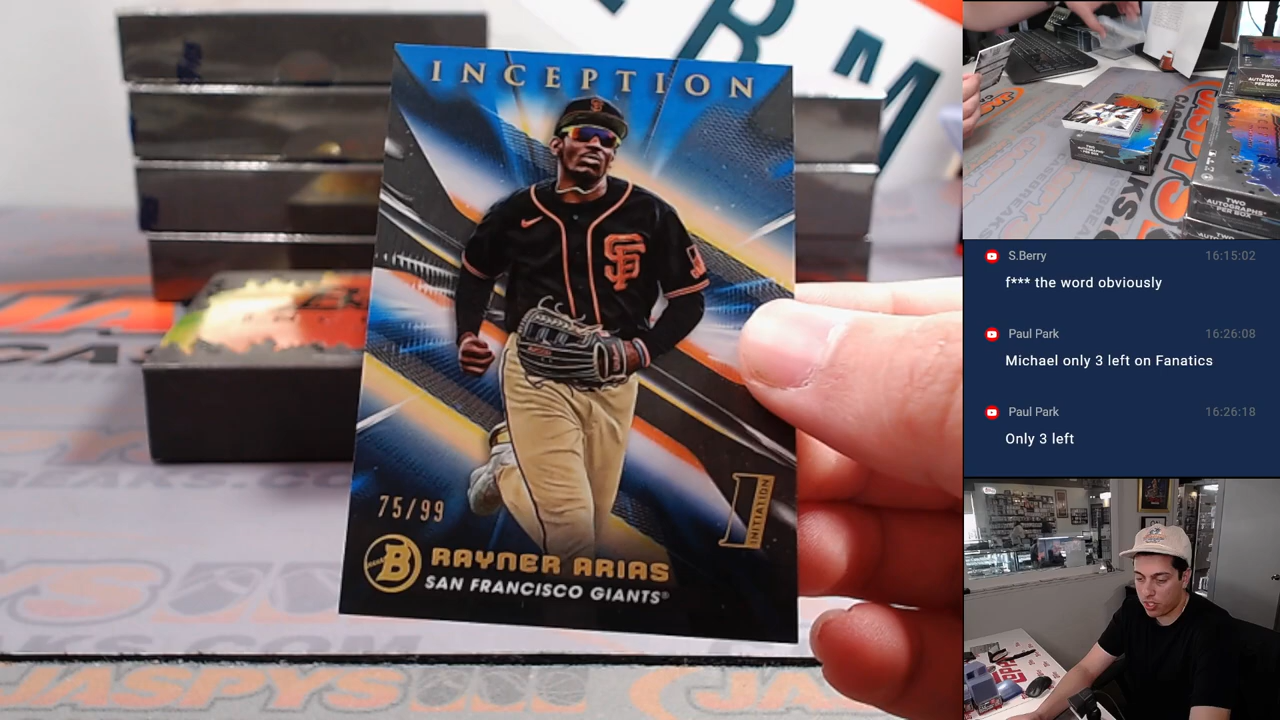 INCEPTION
SF
75/99
1 INITIATION
B
RAYNER ARIAS
SAN FRANCISCO GIANTS®
JASPYS
TWO
AUTOGRAPHS
PER BOX
S.Berry 16:15:02
f*** the word obviously
Paul Park 16:26:08
Michael only 3 left on Fanatics
Paul Park 16:26:18
Only 3 left